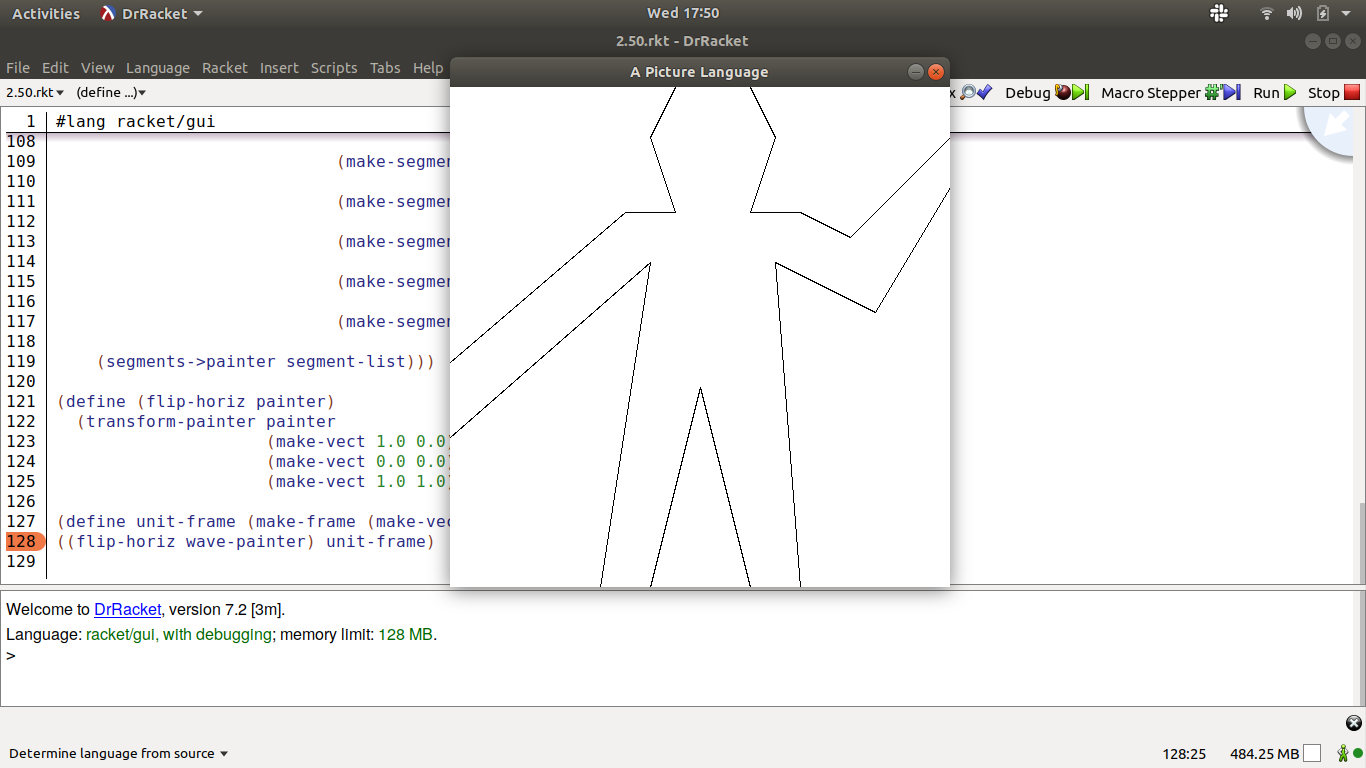 Activities DrRacket Wed 17:50
2.50.rkt - DrRacket
A Picture Language
File Edit View Language Racket Insert Scripts Tabs Help
2.50.rkt (define ...) Debug Macro Stepper Run Stop
1 #lang racket/gui
108
109 (make-segmen
110
111 (make-segmen
112
113 (make-segmen
114
115 (make-segmen
116
117 (make-segmen
118
119 (segments->painter segment-list)))
120
121 (define (flip-horiz painter)
122 (transform-painter painter
123 (make-vect 1.0 0.0)
124 (make-vect 0.0 0.0)
125 (make-vect 1.0 1.0)
126
127 (define unit-frame (make-frame (make-vec
128 ((flip-horiz wave-painter) unit-frame)
129
Welcome to DrRacket, version 7.2 [3m].
Language: racket/gui, with debugging; memory limit: 128 MB.
>
Determine language from source 128:25 484.25 MB